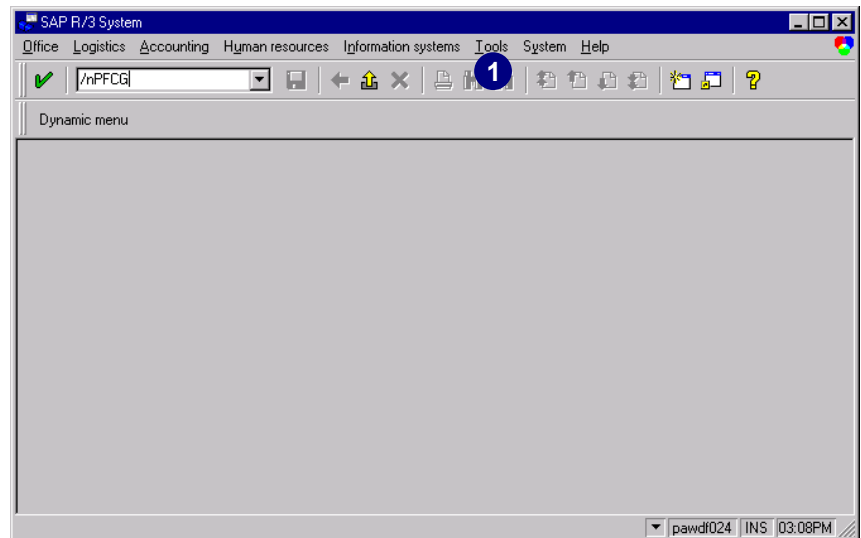 SAP R/3 System
Office Logistics Accounting Human resources Information systems Tools System Help
/nPFCG
1
Dynamic menu
pawdf024 INS 03:08PM